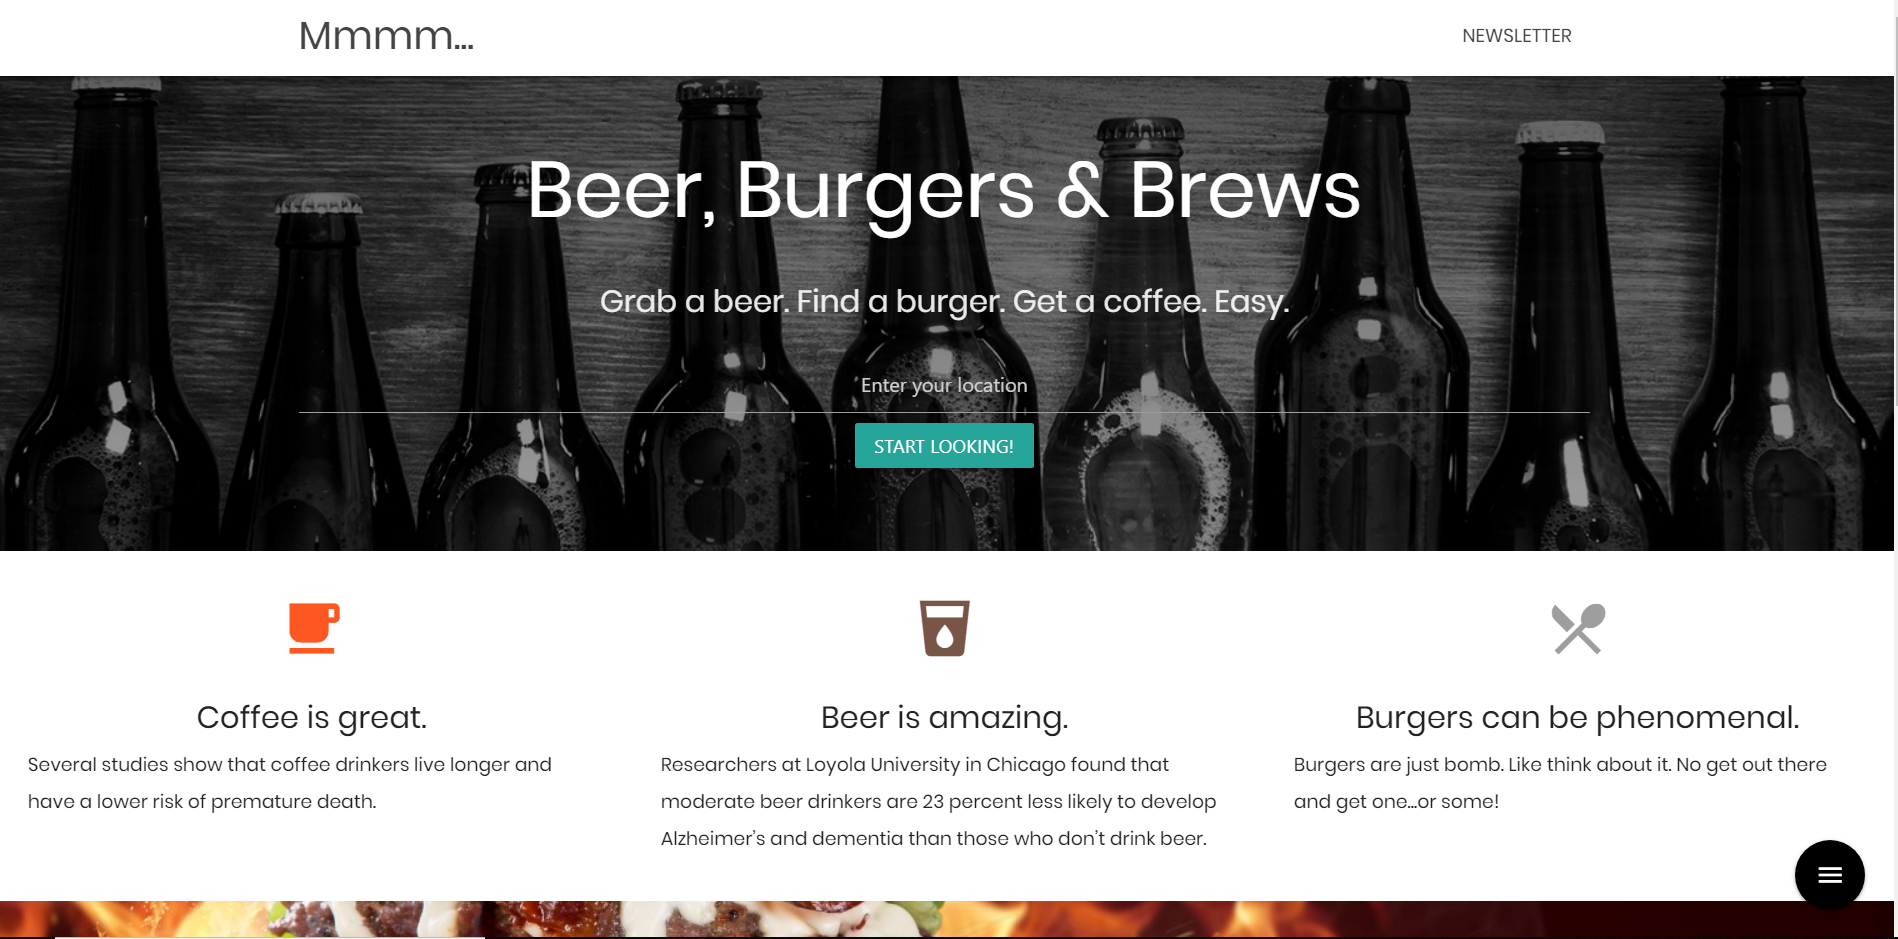 Mmmm...
NEWSLETTER
Beer, Burgers & Brews
Grab a beer. Find a burger. Get a coffee. Easy.
Enter your location
START LOOKING!
Coffee is great.
Several studies show that coffee drinkers live longer and
have a lower risk of premature death.
Beer is amazing.
Researchers at Loyola University in Chicago found that
moderate beer drinkers are 23 percent less likely to develop
Alzheimer's and dementia than those who don't drink beer.
Burgers can be phenomenal.
Burgers are just bomb. Like think about it. No get out there
and get one...or some!